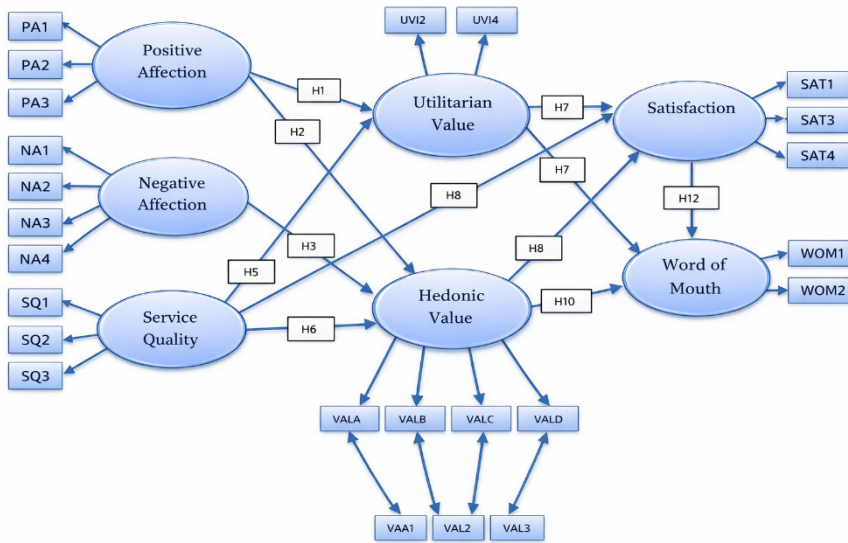 PA1
PA2
PA3
Positive
Affection
UVI2
UVI4
H1
H2
Utilitarian
Value
H7
Satisfaction
SAT1
SAT3
SAT4
NA1
NA2
NA3
NA4
Negative
Affection
H8
H7
H12
H3
H5
H8
SQ1
SQ2
SQ3
Service
Quality
H6
Hedonic
Value
H10
Word of
Mouth
WOM1
WOM2
VALA
VALB
VALC
VALD
VAA1
VAL2
VAL3